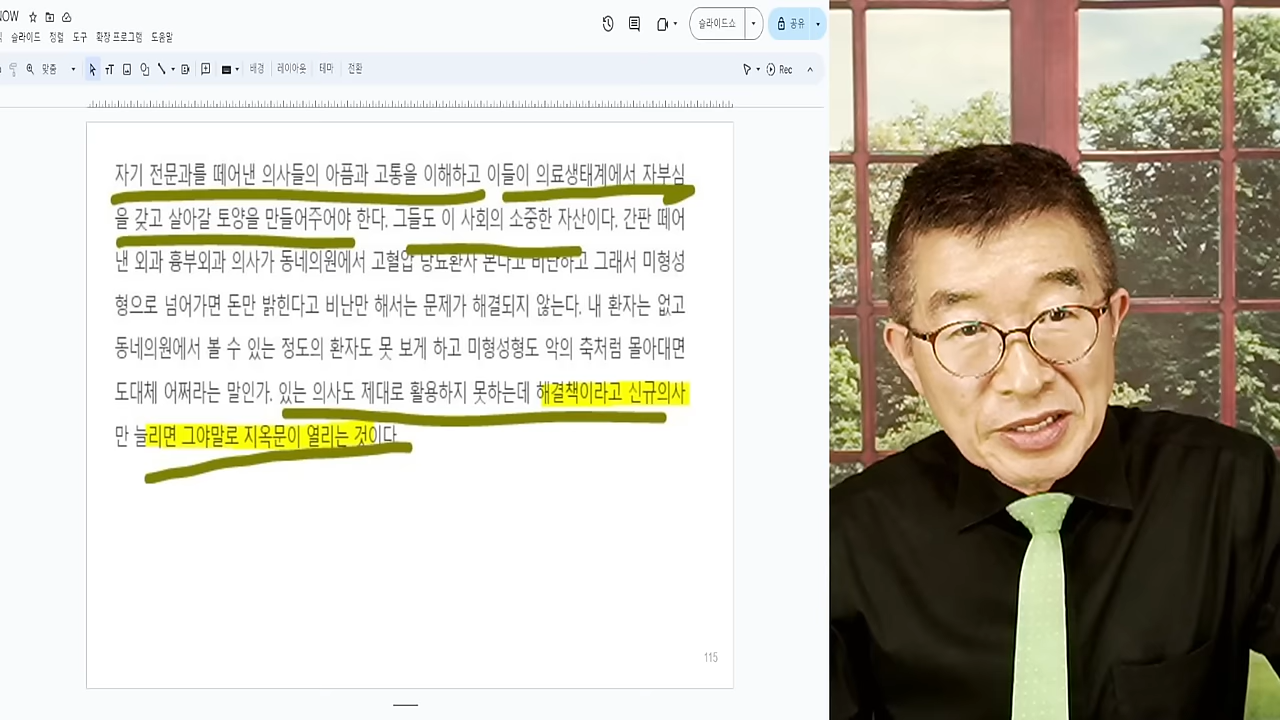 NOW
슬라이드 정렬 도구 확장 프로그램 도움말
슬라이드쇼
공유
맞춤
배경
레이아웃
테마
전환
Rec
자기 전문과를 떼어낸 의사들의 아픔과 고통을 이해하고 이들이 의료생태계에서 자부심
을 갖고 살아갈 토양을 만들어주어야 한다. 그들도 이 사회의 소중한 자산이다. 간판 떼어
낸 외과 흉부외과 의사가 동네의원에서 고혈압 당뇨환자 본다고 비난하고 그래서 미형성
형으로 넘어가면 돈만 밝힌다고 비난만 해서는 문제가 해결되지 않는다. 내 환자는 없고
동네의원에서 볼 수 있는 정도의 환자도 못 보게 하고 미형성형도 악의 축처럼 몰아대면
도대체 어쩌라는 말인가. 있는 의사도 제대로 활용하지 못하는데 해결책이라고 신규의사
만 늘리면 그야말로 지옥문이 열리는 것이다
115